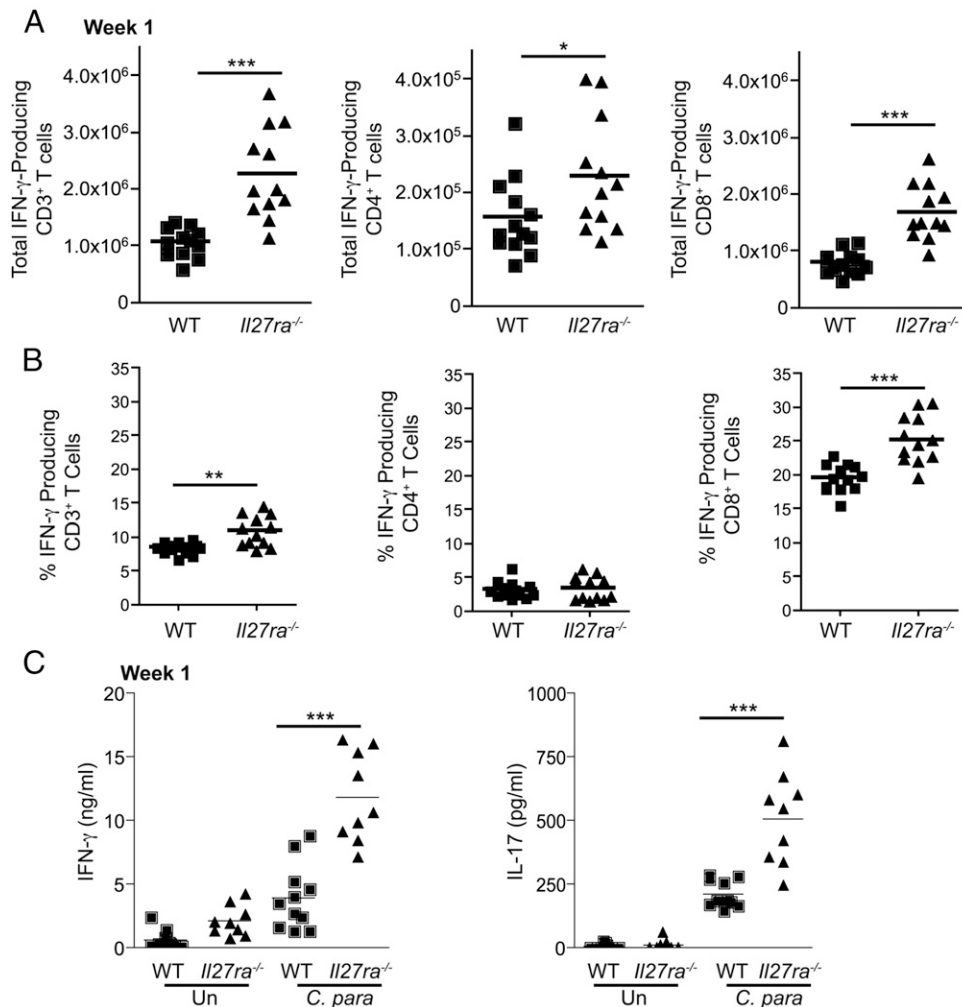 A
Week 1
Total IFN-γ-Producing
CD3⁺ T cells
4.0x10⁶
3.0x10⁶
2.0x10⁶
1.0x10⁶
0
***
WT
Il27ra⁻/⁻
Total IFN-γ-Producing
CD4⁺ T cells
4.0x10⁵
3.0x10⁵
2.0x10⁵
1.0x10⁵
0
*
WT
Il27ra⁻/⁻
Total IFN-γ-Producing
CD8⁺ T cells
4.0x10⁶
3.0x10⁶
2.0x10⁶
1.0x10⁶
0
***
WT
Il27ra⁻/⁻
B
% IFN-γ Producing
CD3⁺ T Cells
35
30
25
20
15
10
5
0
**
WT
Il27ra⁻/⁻
% IFN-γ Producing
CD4⁺ T Cells
35
30
25
20
15
10
5
0
WT
Il27ra⁻/⁻
% IFN-γ Producing
CD8⁺ T Cells
35
30
25
20
15
10
5
0
***
WT
Il27ra⁻/⁻
C
Week 1
IFN-γ (ng/ml)
20
15
10
5
0
***
WT
Il27ra⁻/⁻
WT
Il27ra⁻/⁻
Un
C. para
IL-17 (pg/ml)
1000
750
500
250
0
***
WT
Il27ra⁻/⁻
WT
Il27ra⁻/⁻
Un
C. para